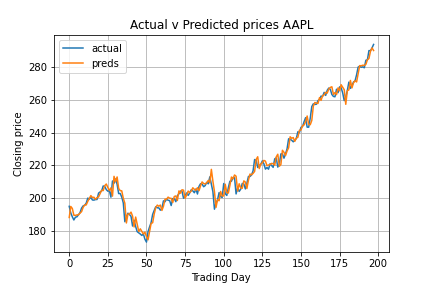 Actual v Predicted prices AAPL
actual
preds
Closing price
280
260
240
220
200
180
0 25 50 75 100 125 150 175 200
Trading Day